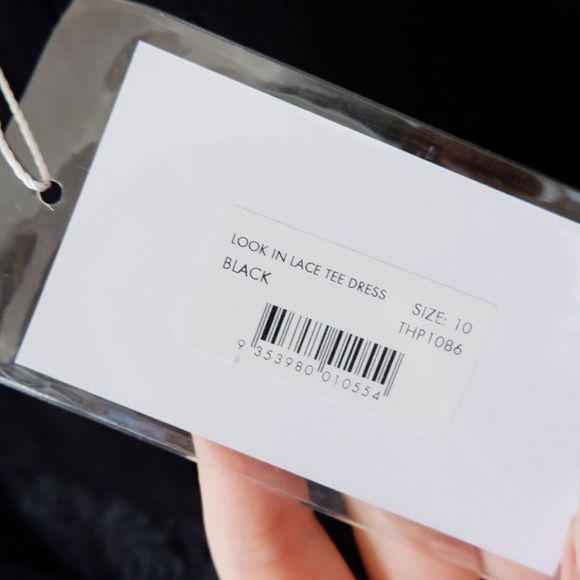 LOOK IN LACE TEE DRESS
BLACK
SIZE: 10
THP1086
9 353980 010554